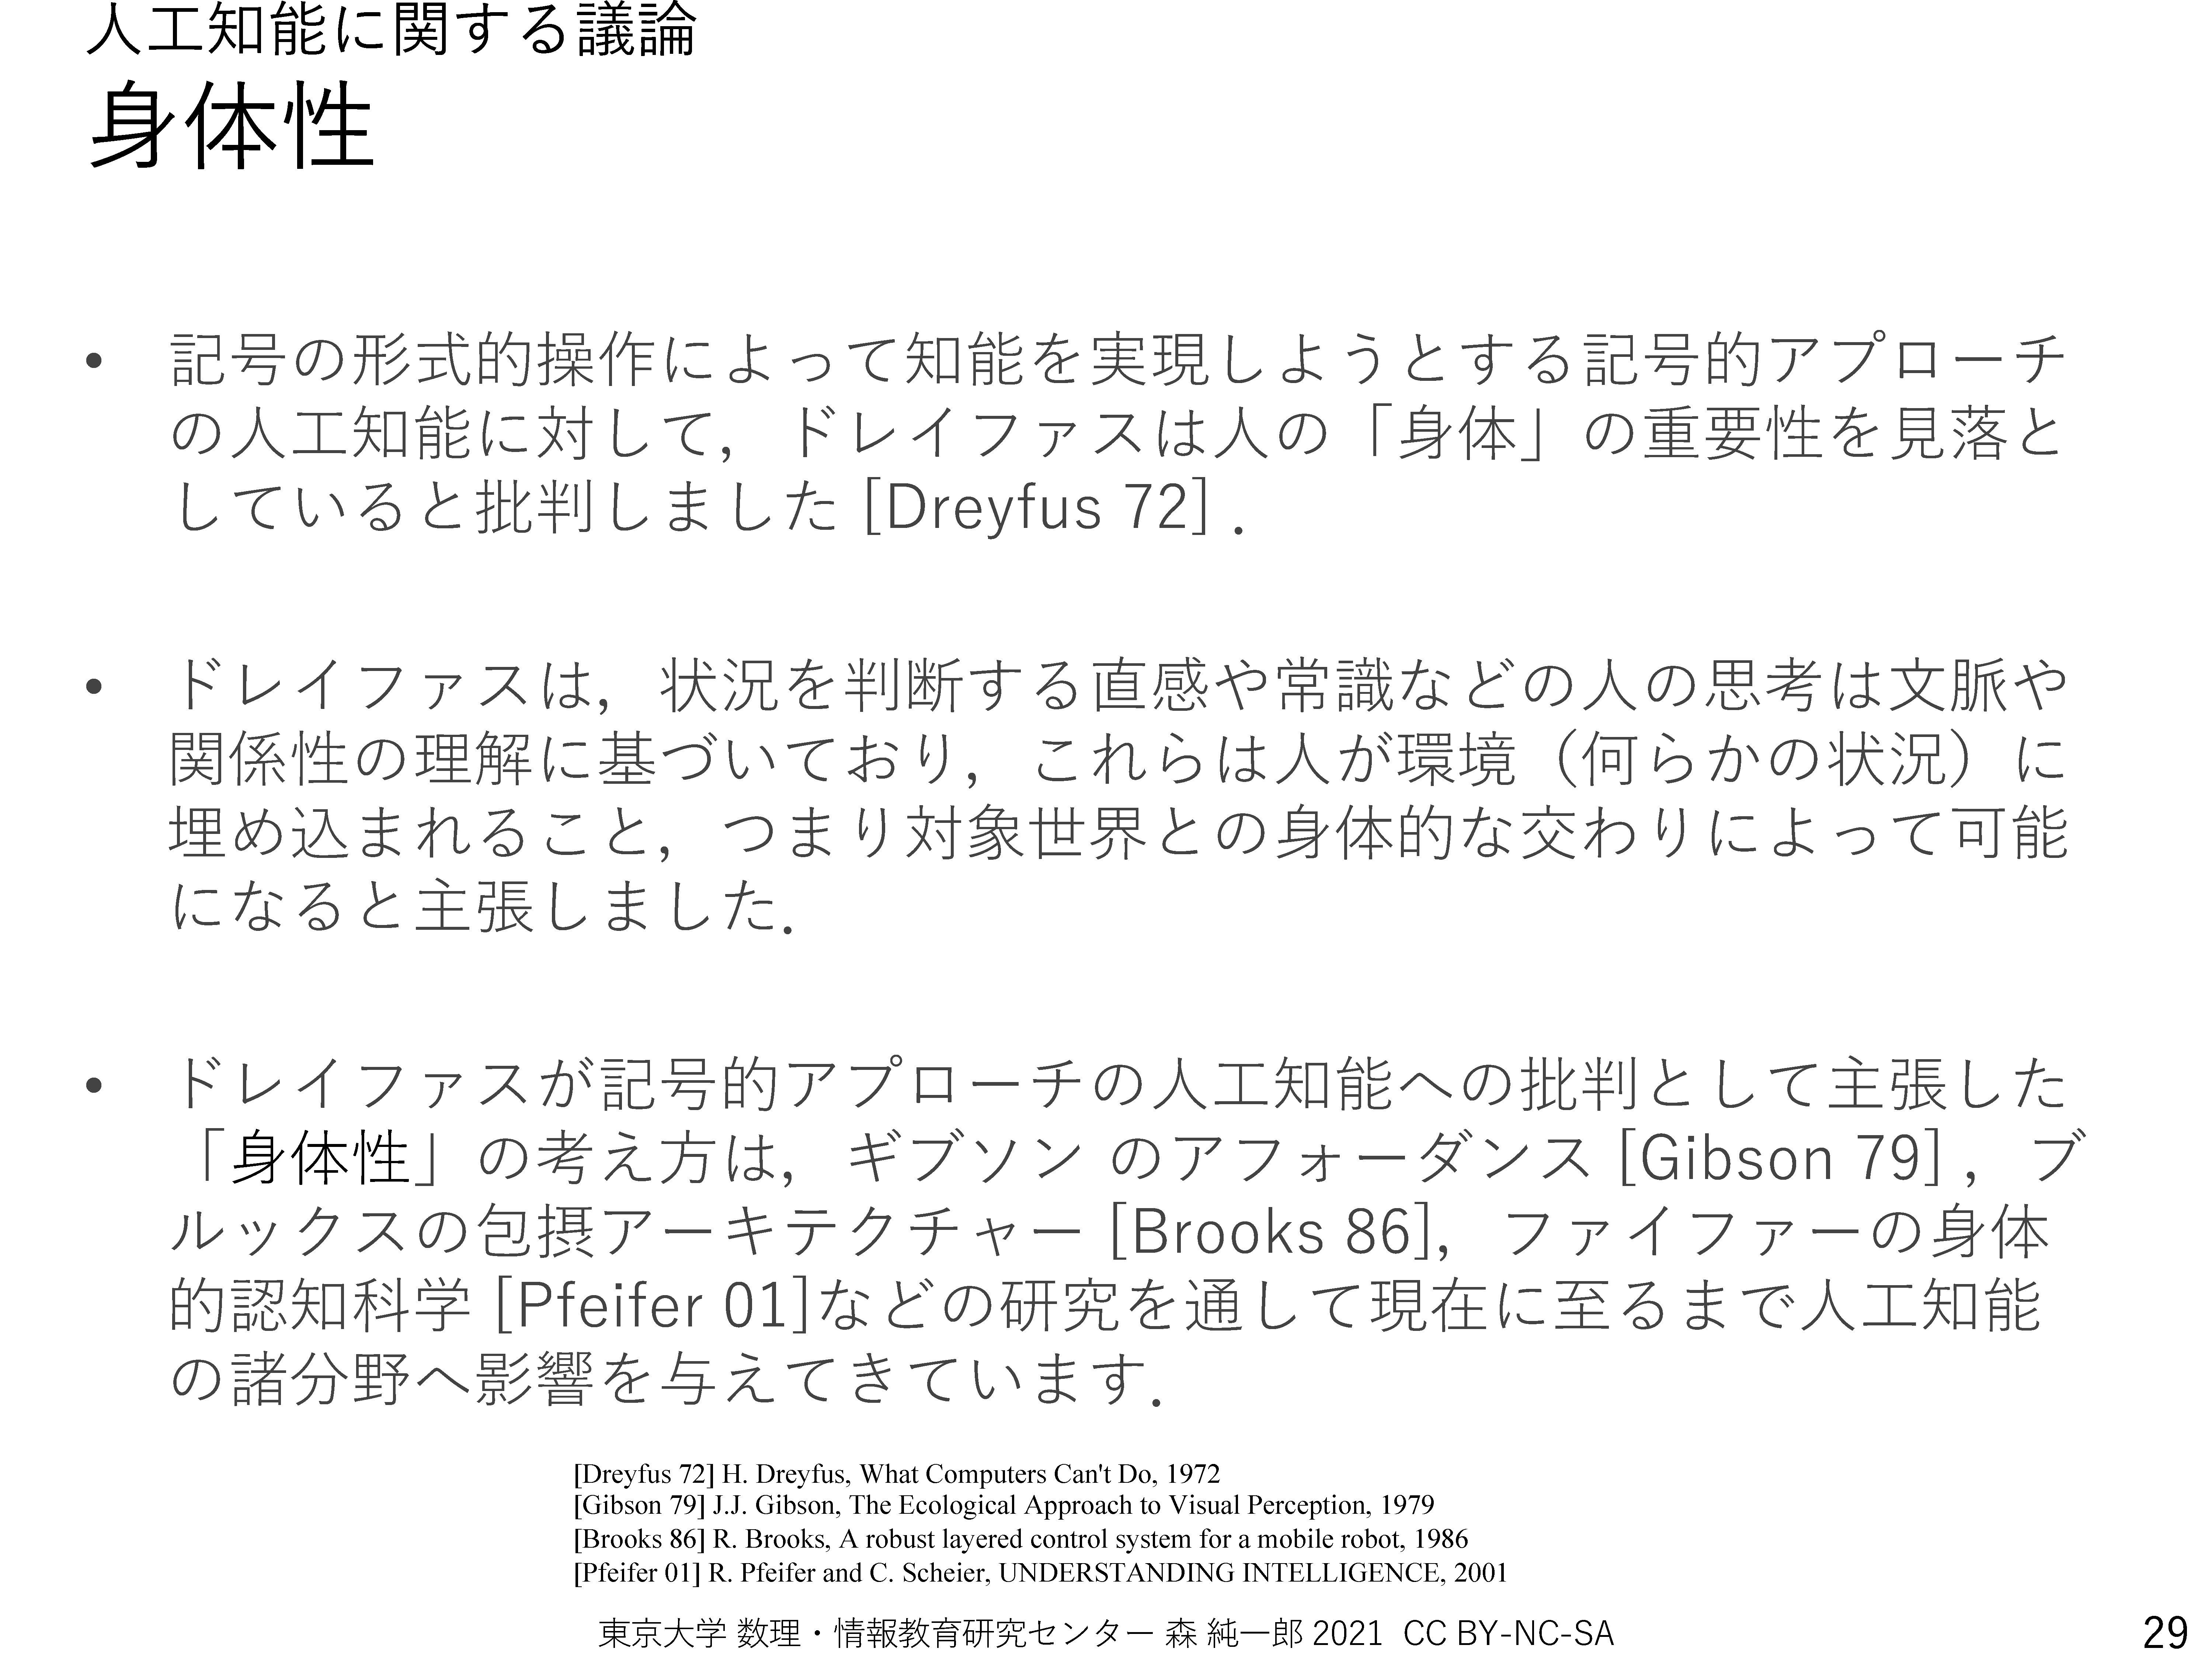 人工知能に関する議論
身体性
• 記号の形式的操作によって知能を実現しようとする記号的アプローチ
の人工知能に対して，ドレイファスは人の「身体」の重要性を見落と
していると批判しました [Dreyfus 72]．
• ドレイファスは，状況を判断する直感や常識などの人の思考は文脈や
関係性の理解に基づいており，これらは人が環境（何らかの状況）に
埋め込まれること，つまり対象世界との身体的な交わりによって可能
になると主張しました．
• ドレイファスが記号的アプローチの人工知能への批判として主張した
「身体性」の考え方は，ギブソン のアフォーダンス [Gibson 79]，ブ
ルックスの包摂アーキテクチャー [Brooks 86]，ファイファーの身体
的認知科学 [Pfeifer 01]などの研究を通して現在に至るまで人工知能
の諸分野へ影響を与えてきています．
[Dreyfus 72] H. Dreyfus, What Computers Can't Do, 1972
[Gibson 79] J.J. Gibson, The Ecological Approach to Visual Perception, 1979
[Brooks 86] R. Brooks, A robust layered control system for a mobile robot, 1986
[Pfeifer 01] R. Pfeifer and C. Scheier, UNDERSTANDING INTELLIGENCE, 2001
東京大学 数理・情報教育研究センター 森 純一郎 2021 CC BY-NC-SA
29